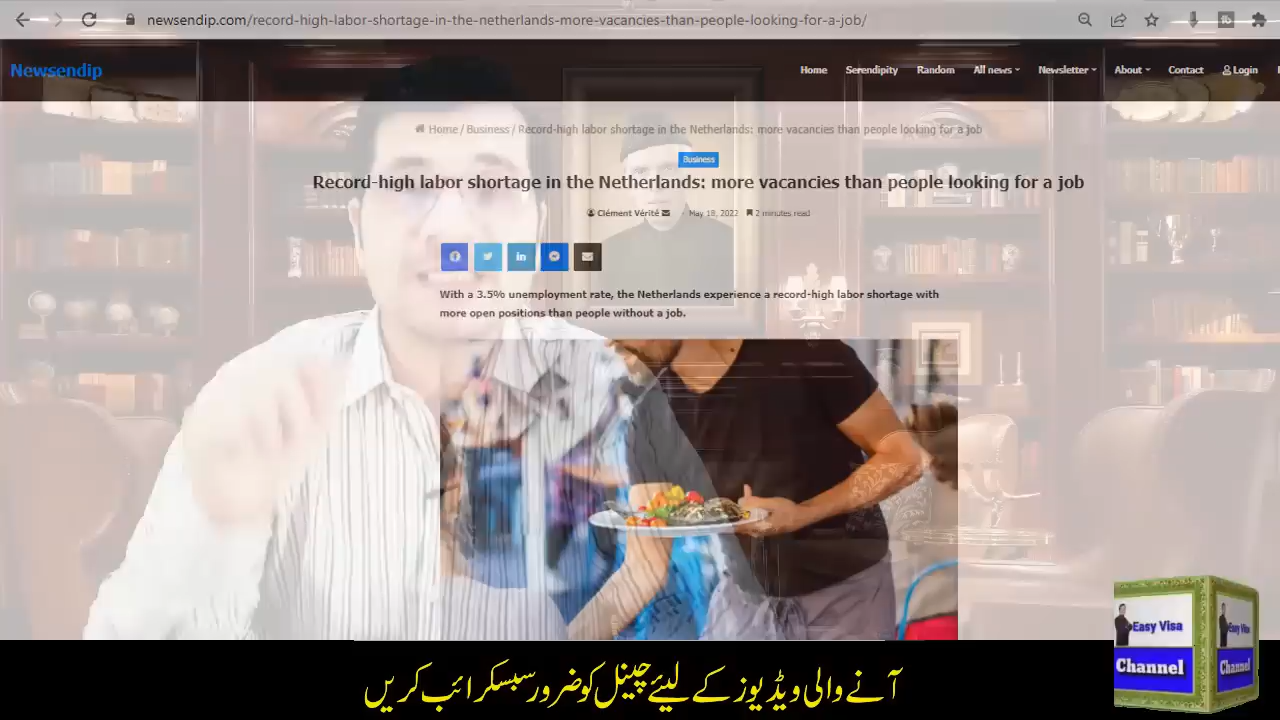 newsendip.com/record-high-labor-shortage-in-the-netherlands-more-vacancies-than-people-looking-for-a-job/
Newsendip
Home Serendipity Random All news Newsletter About Contact Login
Home / Business / Record-high labor shortage in the Netherlands: more vacancies than people looking for a job
Business
Record-high labor shortage in the Netherlands: more vacancies than people looking for a job
Clément Vérité May 18, 2022 2 minutes read
With a 3.5% unemployment rate, the Netherlands experience a record-high labor shortage with
more open positions than people without a job.
Easy Visa
Channel
Easy Visa
Channel
آنے والی ویڈیوز کے لیئے چینل کو ضرور سبسکرائب کریں